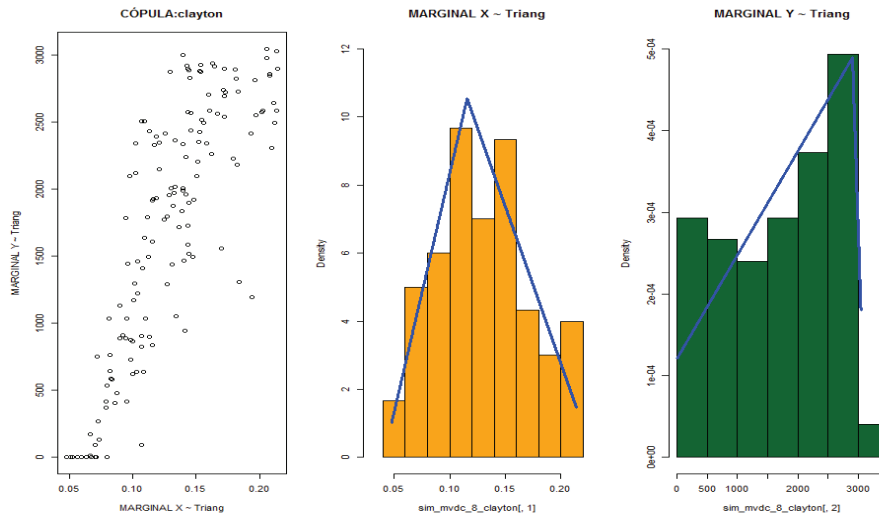 CÓPULA:clayton
MARGINAL Y ~ Triang
3000
2500
2000
1500
1000
500
0
0.05 0.10 0.15 0.20
MARGINAL X ~ Triang
MARGINAL X ~ Triang
Density
12
10
8
6
4
2
0
0.05 0.10 0.15 0.20
sim_mvdc_8_clayton[, 1]
MARGINAL Y ~ Triang
Density
5e-04
4e-04
3e-04
2e-04
1e-04
0e+00
0 500 1000 2000 3000
sim_mvdc_8_clayton[, 2]